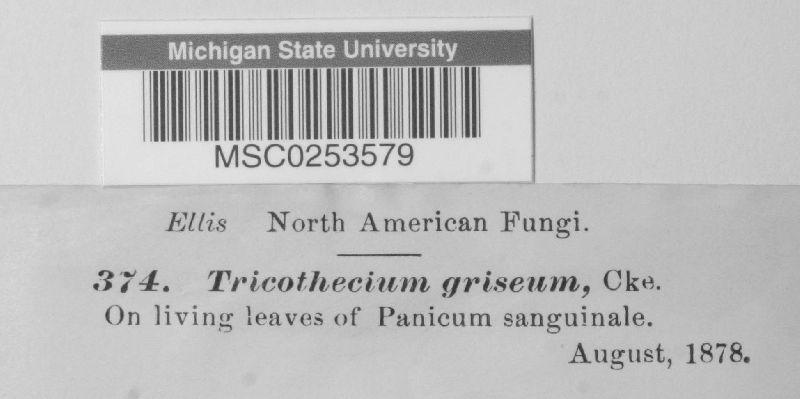 Michigan State University
MSC0253579
Ellis North American Fungi.
374. Tricothecium griseum, Cke.
On living leaves of Panicum sanguinale.
August, 1878.